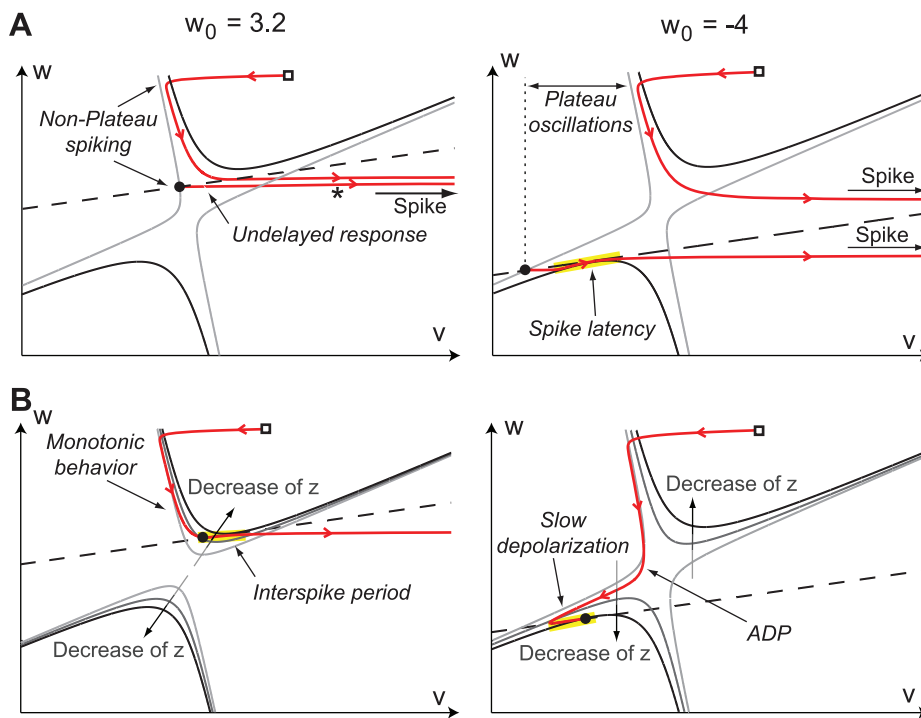 A
w0 = 3.2
w0 = -4
w
Non-Plateau
spiking
*
Spike
Undelayed response
v
w
Plateau
oscillations
Spike
Spike
Spike latency
v
B
w
Monotonic
behavior
Decrease of z
Interspike period
Decrease of z
v
w
Decrease of z
Slow
depolarization
ADP
Decrease of z
v